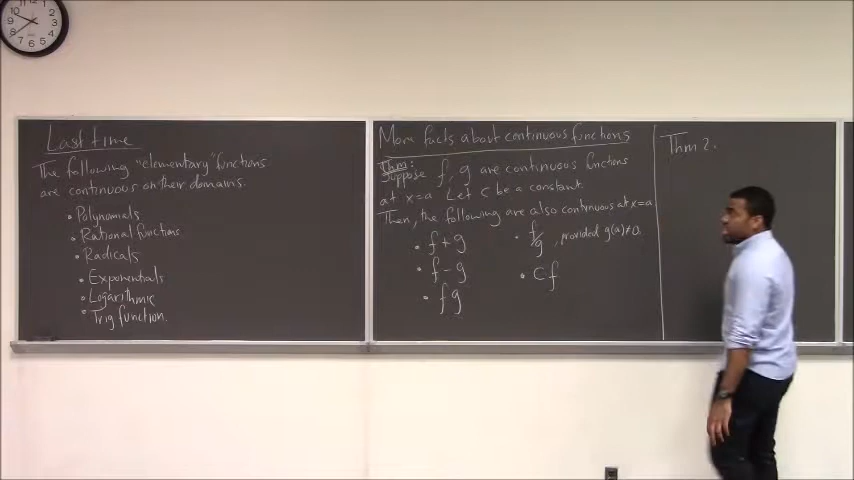 Last time
The following "elementary" functions
are continuous on their domains.
• Polynomials
• Rational functions
• Radicals
• Exponentials
• Logarithmic
• Trig function.
More facts about continuous functions
Thm:
Suppose f, g are continuous functions
at x=a. Let C be a constant.
Then, the following are also continuous at x=a
• f+g
• f-g
• fg
• f/g, provided g(a)≠0.
• Cf
Thm 2.